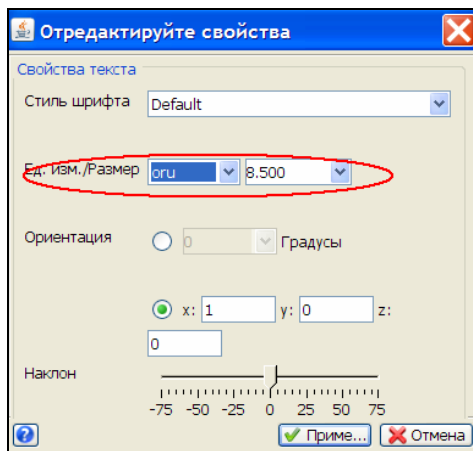 Отредактируйте свойства
Свойства текста
Стиль шрифта Default
Ед. изм./Размер oru 8.500
Ориентация 0 Градусы
x: 1 y: 0 z:
0
Наклон
-75 -50 -25 0 25 50 75
? Приме... Отмена